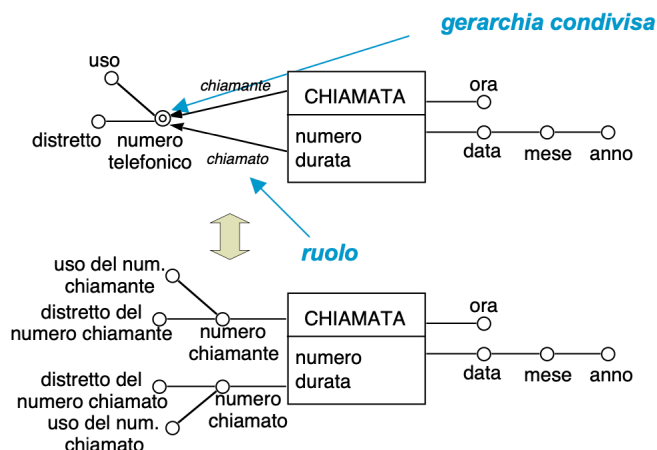 gerarchia condivisa
uso
chiamante
CHIAMATA
ora
distretto
numero
telefonico
chiamato
numero
durata
data
mese
anno
ruolo
uso del num.
chiamante
distretto del
numero chiamante
numero
chiamante
CHIAMATA
ora
numero
durata
data
mese
anno
distretto del
numero chiamato
numero
chiamato
uso del num.
chiamato